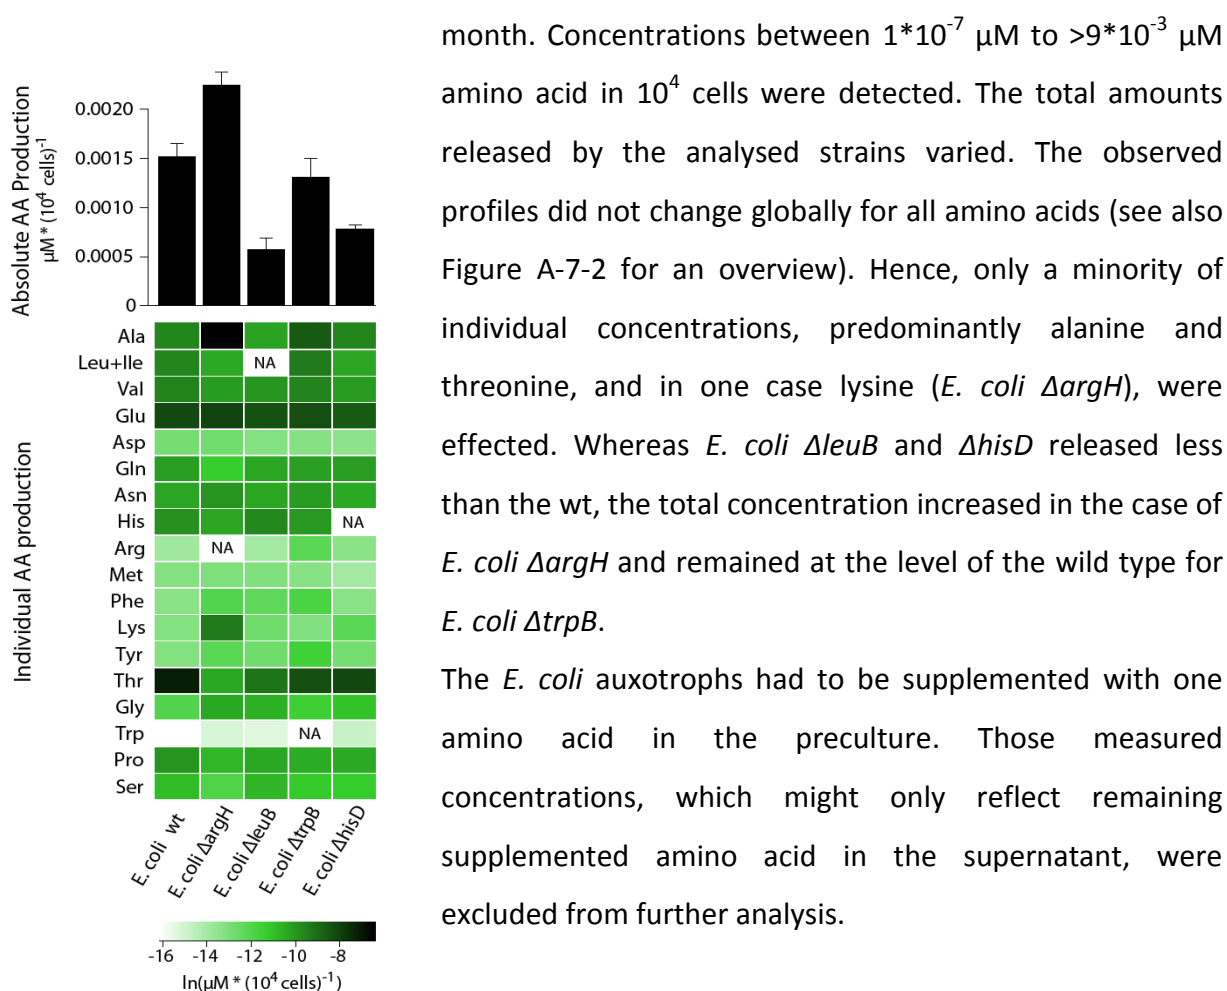 month. Concentrations between 1*10⁻⁷ µM to >9*10⁻³ µM
amino acid in 10⁴ cells were detected. The total amounts
released by the analysed strains varied. The observed
profiles did not change globally for all amino acids (see also
Figure A-7-2 for an overview). Hence, only a minority of
individual concentrations, predominantly alanine and
threonine, and in one case lysine (E. coli ΔargH), were
effected. Whereas E. coli ΔleuB and ΔhisD released less
than the wt, the total concentration increased in the case of
E. coli ΔargH and remained at the level of the wild type for
E. coli ΔtrpB.
The E. coli auxotrophs had to be supplemented with one
amino acid in the preculture. Those measured
concentrations, which might only reflect remaining
supplemented amino acid in the supernatant, were
excluded from further analysis.
Absolute AA Production
µM * (10⁴ cells)⁻¹
0.0020
0.0015
0.0010
0.0005
0
Individual AA production
Ala
Leu+Ile
NA
Val
Glu
Asp
Gln
Asn
His
NA
Arg
NA
Met
Phe
Lys
Tyr
Thr
Gly
Trp
NA
Pro
Ser
E. coli wt
E. coli ΔargH
E. coli ΔleuB
E. coli ΔtrpB
E. coli ΔhisD
-16 -14 -12 -10 -8
ln(µM * (10⁴ cells)⁻¹)